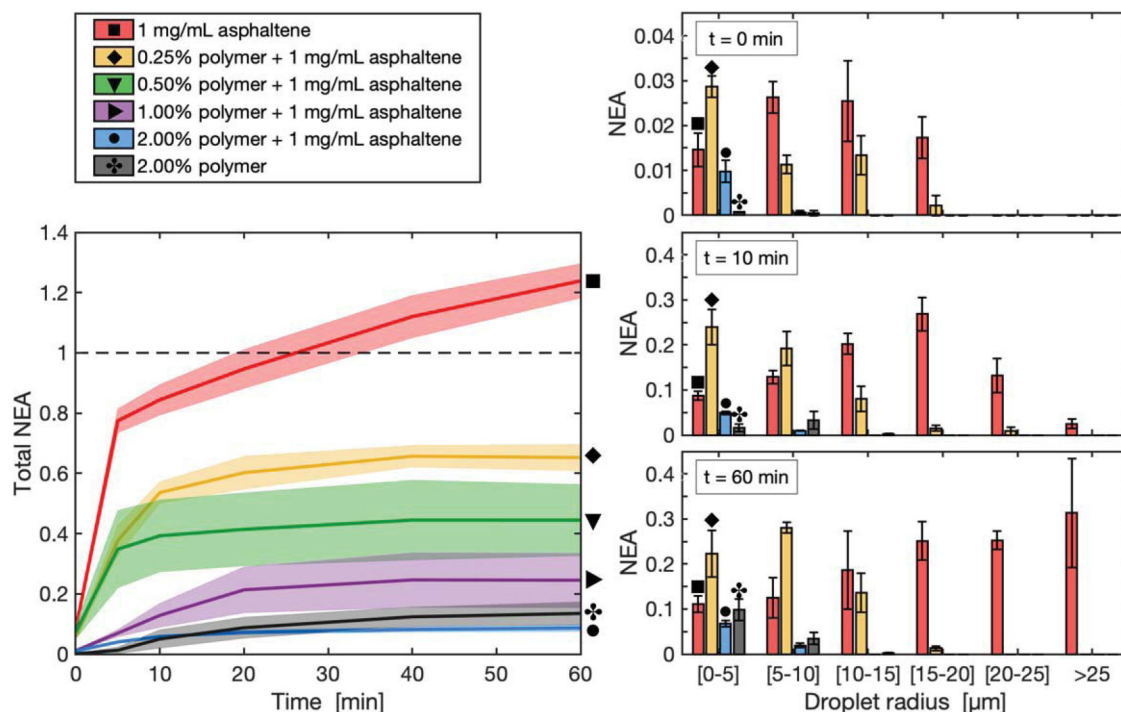 1 mg/mL asphaltene
0.25% polymer + 1 mg/mL asphaltene
0.50% polymer + 1 mg/mL asphaltene
1.00% polymer + 1 mg/mL asphaltene
2.00% polymer + 1 mg/mL asphaltene
2.00% polymer
1.4
1.2
1
0.8
0.6
0.4
0.2
0
Total NEA
0 10 20 30 40 50 60
Time [min]
t = 0 min
0.04
0.03
0.02
0.01
0
NEA
t = 10 min
0.4
0.3
0.2
0.1
0
NEA
t = 60 min
0.4
0.3
0.2
0.1
0
NEA
[0-5] [5-10] [10-15] [15-20] [20-25] >25
Droplet radius [µm]